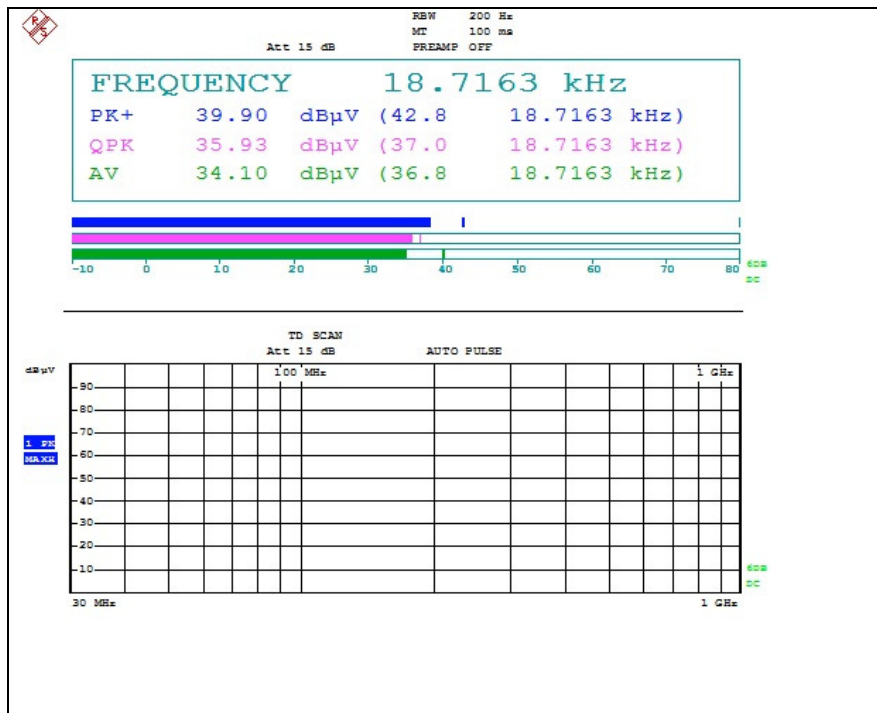 RBW 200 Hz
MT 100 ms
Att 15 dB PREAMP OFF
FREQUENCY 18.7163 kHz
PK+ 39.90 dBµV (42.8 18.7163 kHz)
QPK 35.93 dBµV (37.0 18.7163 kHz)
AV 34.10 dBµV (36.8 18.7163 kHz)
-10 0 10 20 30 40 50 60 70 80
6DB
DC
TD SCAN
Att 15 dB AUTO PULSE
dBµV
100 MHz 1 GHz
90
80
70
1 PK
MAXH
60
50
40
30
20
10
6DB
DC
30 MHz 1 GHz